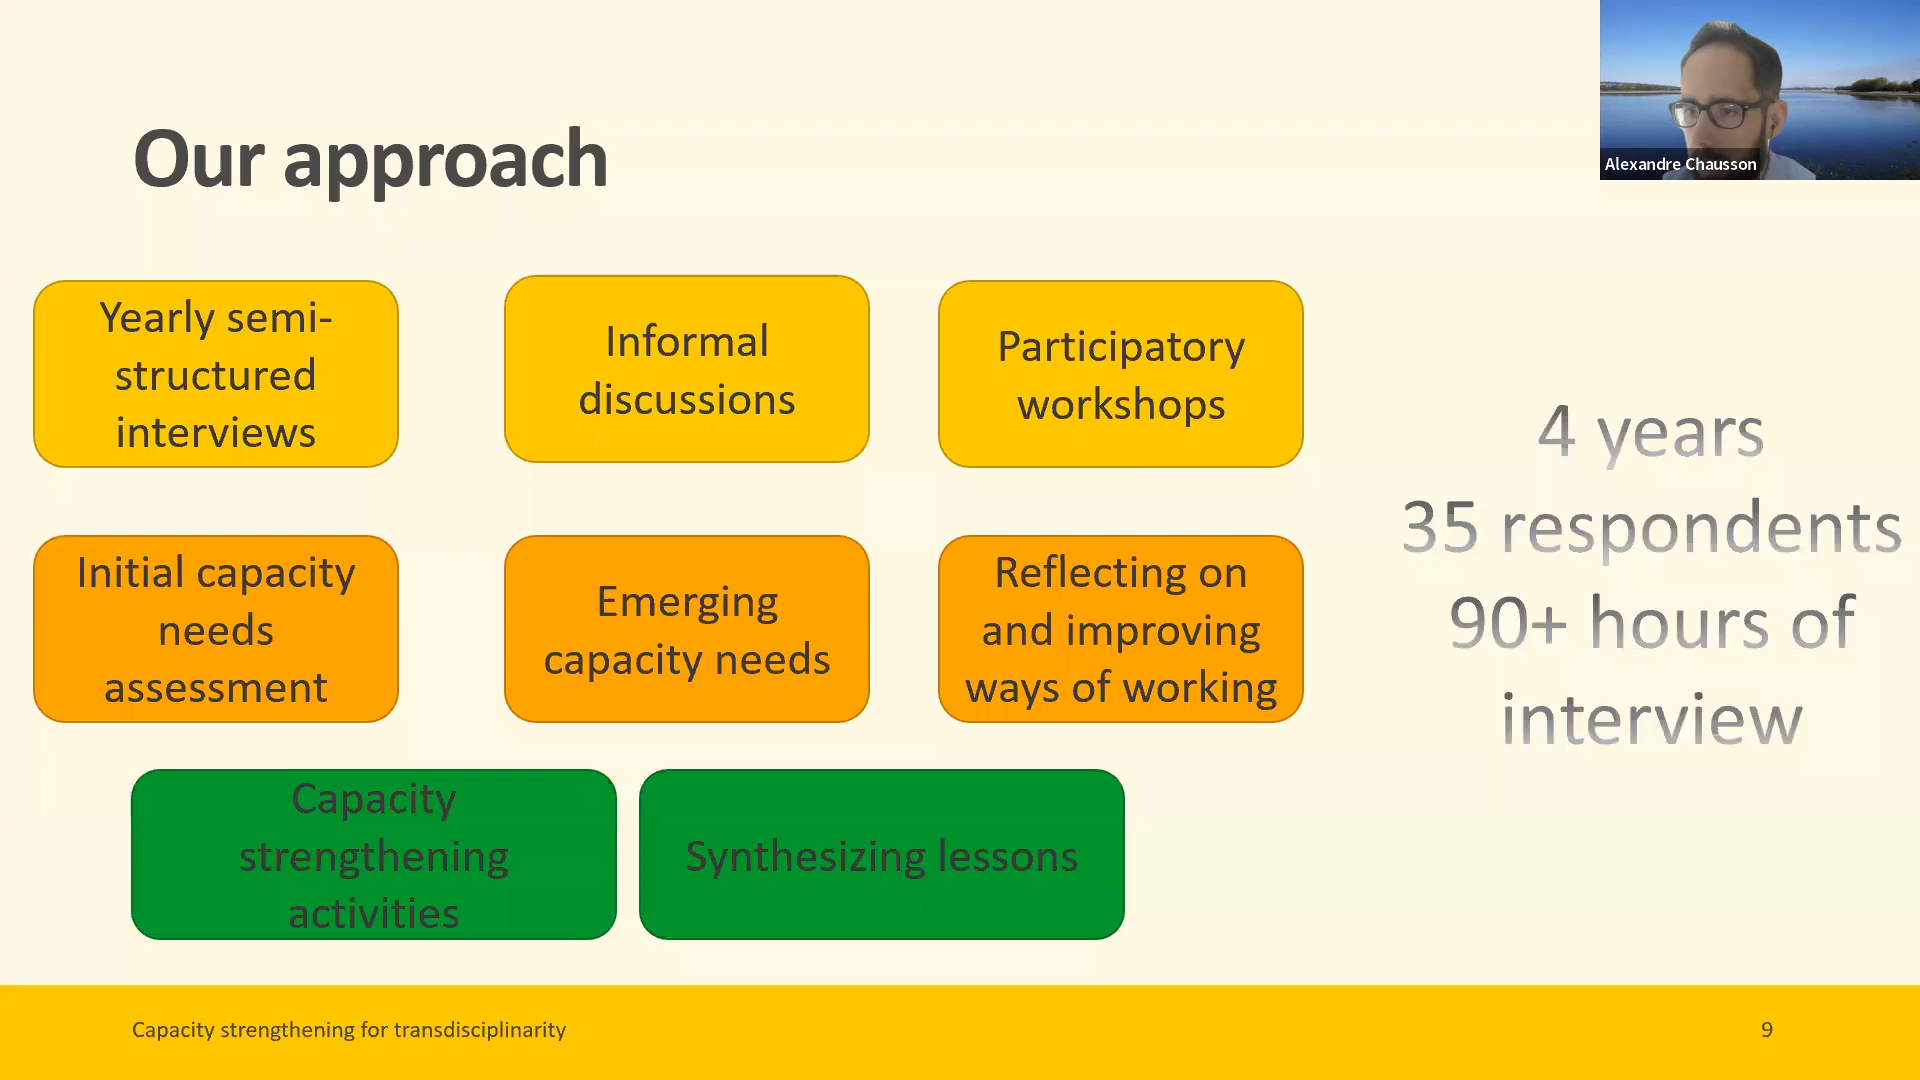 Our approach
Alexandre Chausson
Yearly semi-
structured
interviews
Informal
discussions
Participatory
workshops
Initial capacity
needs
assessment
Emerging
capacity needs
Reflecting on
and improving
ways of working
Capacity
strengthening
activities
Synthesizing lessons
4 years
35 respondents
90+ hours of
interview
Capacity strengthening for transdisciplinarity
9